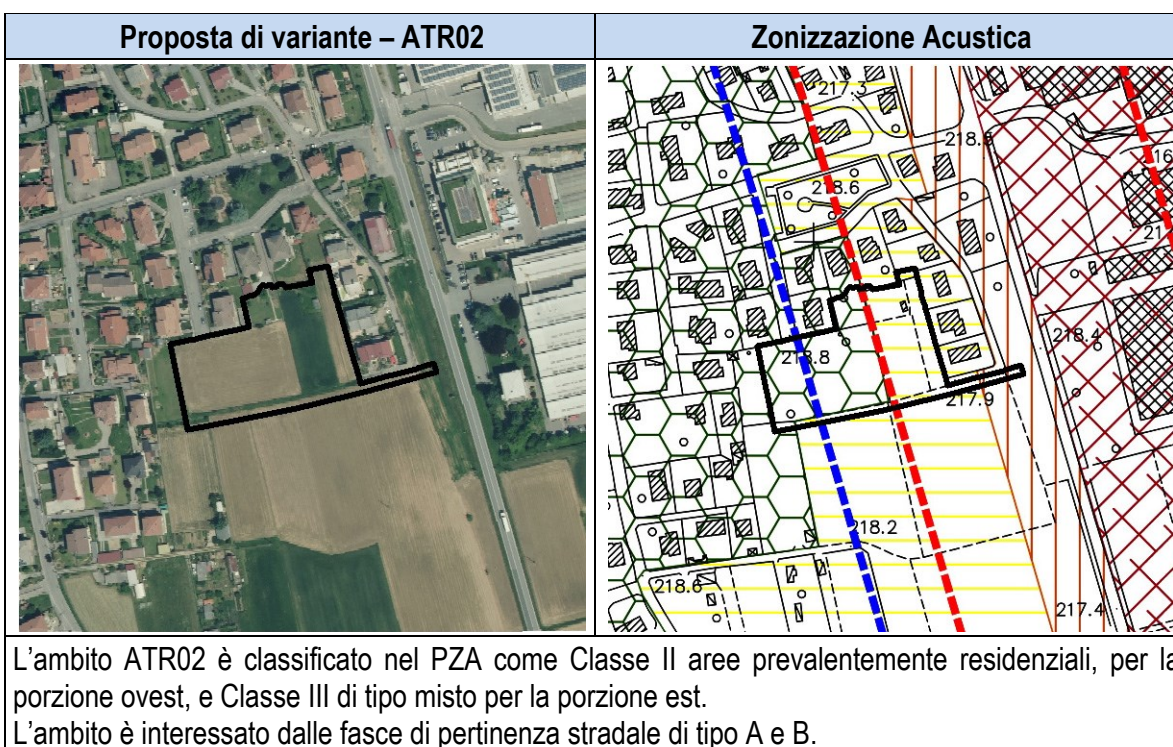 Proposta di variante – ATR02
Zonizzazione Acustica
217.3
218.6
218.8
218.4
218.8
217.9
218.2
218.6
217.4
L'ambito ATR02 è classificato nel PZA come Classe II aree prevalentemente residenziali, per la
porzione ovest, e Classe III di tipo misto per la porzione est.
L'ambito è interessato dalle fasce di pertinenza stradale di tipo A e B.